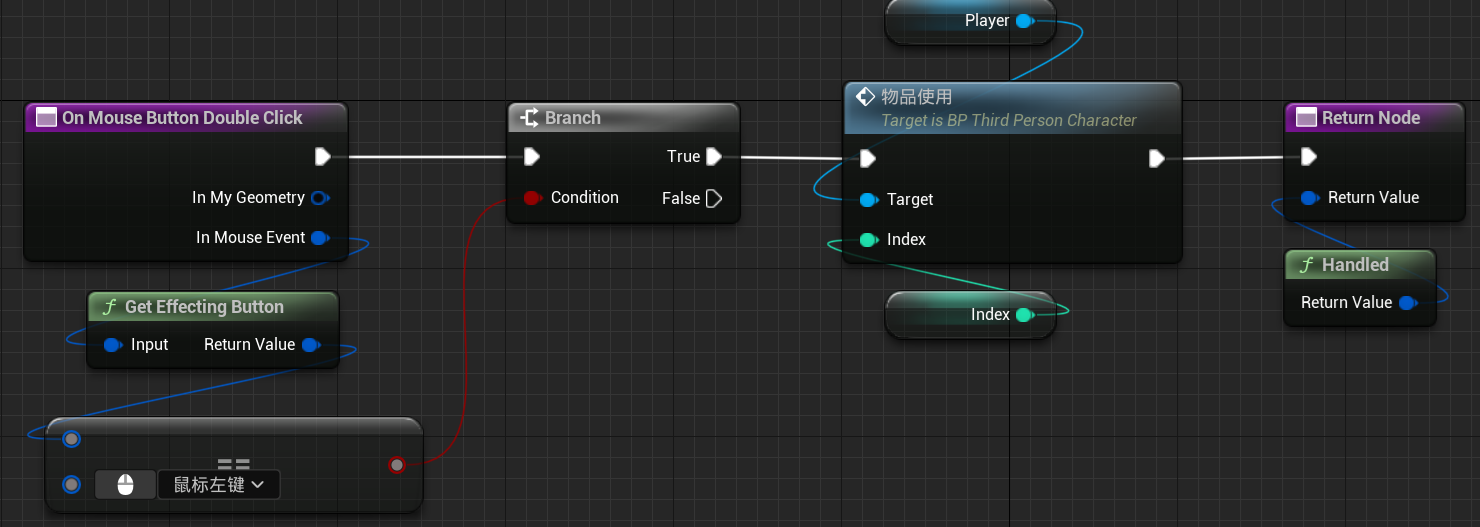 Player
On Mouse Button Double Click
In My Geometry
In Mouse Event
Branch
True
Condition
False
物品使用
Target is BP Third Person Character
Target
Index
Return Node
Return Value
Get Effecting Button
Input
Return Value
Index
Handled
Return Value
==
鼠标左键